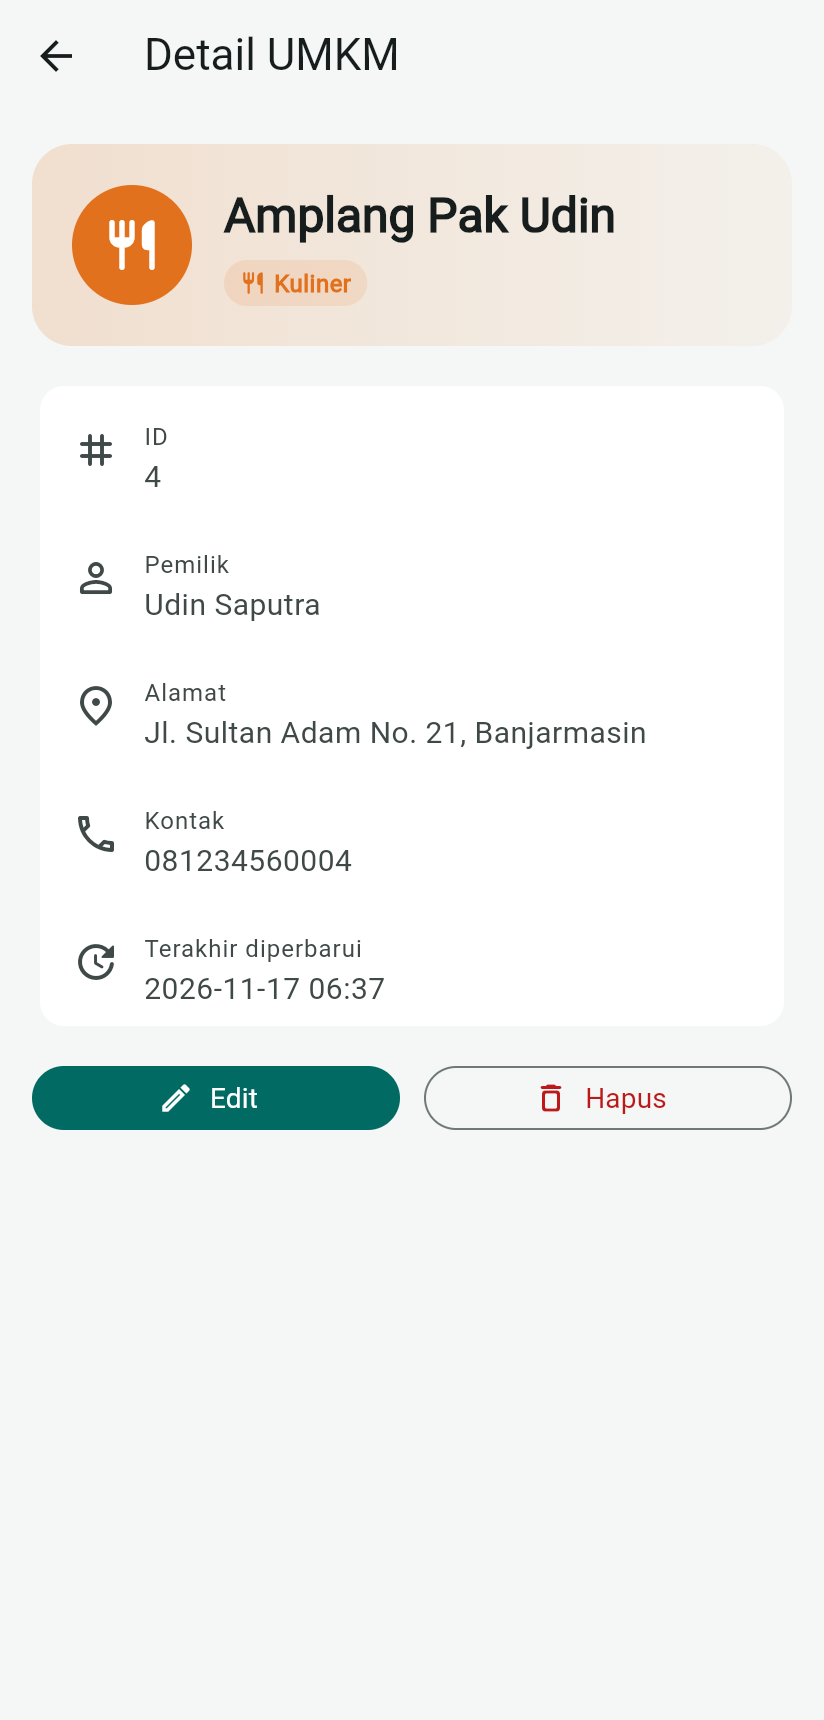 Detail UMKM
Amplang Pak Udin
Kuliner
ID
4
Pemilik
Udin Saputra
Alamat
Jl. Sultan Adam No. 21, Banjarmasin
Kontak
081234560004
Terakhir diperbarui
2026-11-17 06:37
Edit
Hapus